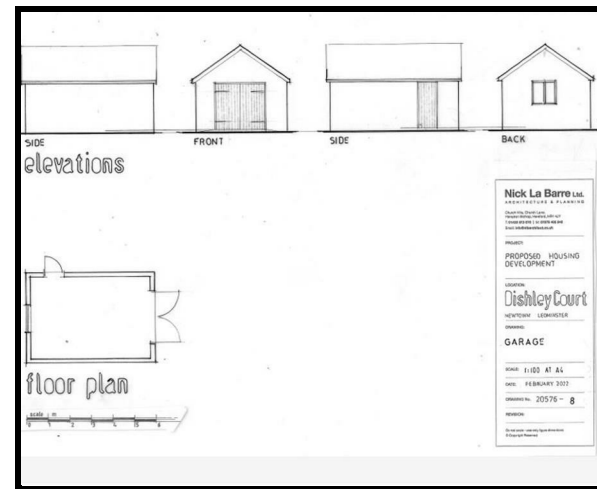 SIDE
FRONT
SIDE
BACK
elevations
Nick La Barre Ltd.
ARCHITECTURE & PLANNING
PROJECT:
PROPOSED HOUSING
DEVELOPMENT
LOCATION:
Dishley Court
NEWTOWN LEOMINSTER
DRAWING:
GARAGE
SCALE: 1:100 AT A4
DATE: FEBRUARY 2022
DRAWING No. 20576 - 8
REVISION:
floor plan
scale m
0 1 2 3 4 5 6